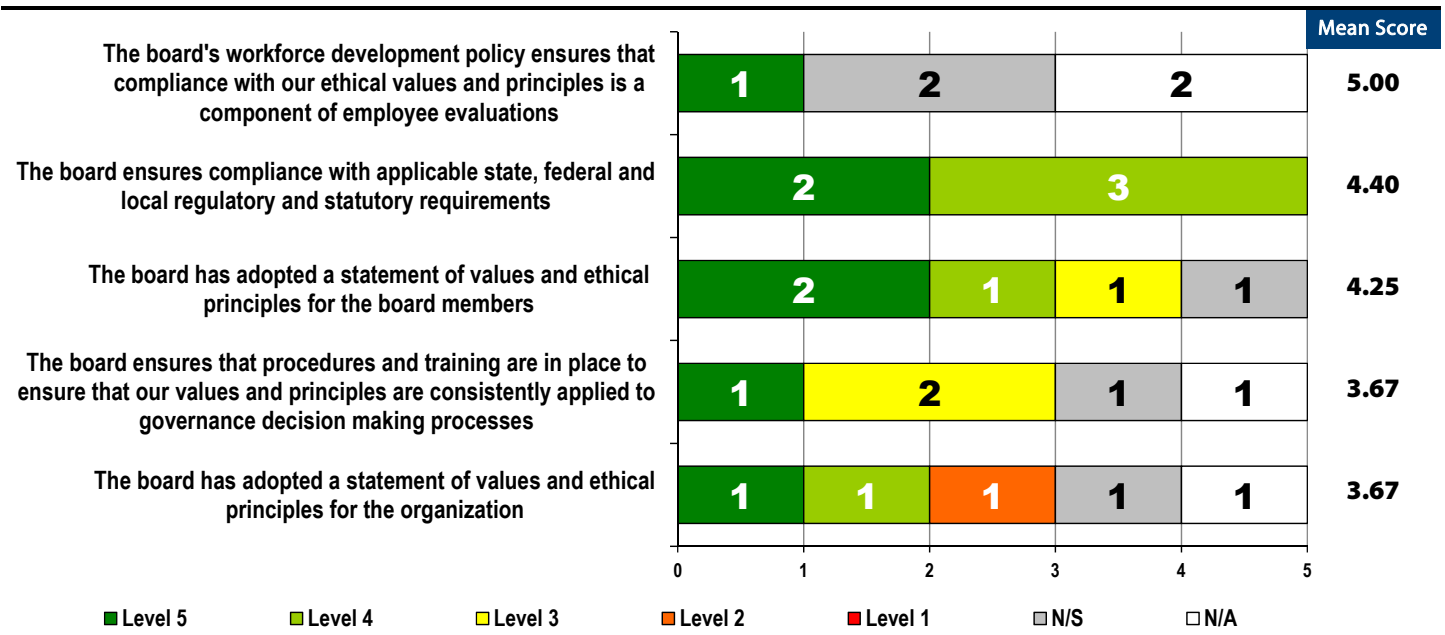 Mean Score
The board's workforce development policy ensures that
compliance with our ethical values and principles is a
component of employee evaluations
1 2 2 5.00
The board ensures compliance with applicable state, federal and
local regulatory and statutory requirements
2 3 4.40
The board has adopted a statement of values and ethical
principles for the board members
2 1 1 1 4.25
The board ensures that procedures and training are in place to
ensure that our values and principles are consistently applied to
governance decision making processes
1 2 1 1 3.67
The board has adopted a statement of values and ethical
principles for the organization
1 1 1 1 1 3.67
0 1 2 3 4 5
Level 5 Level 4 Level 3 Level 2 Level 1 N/S N/A